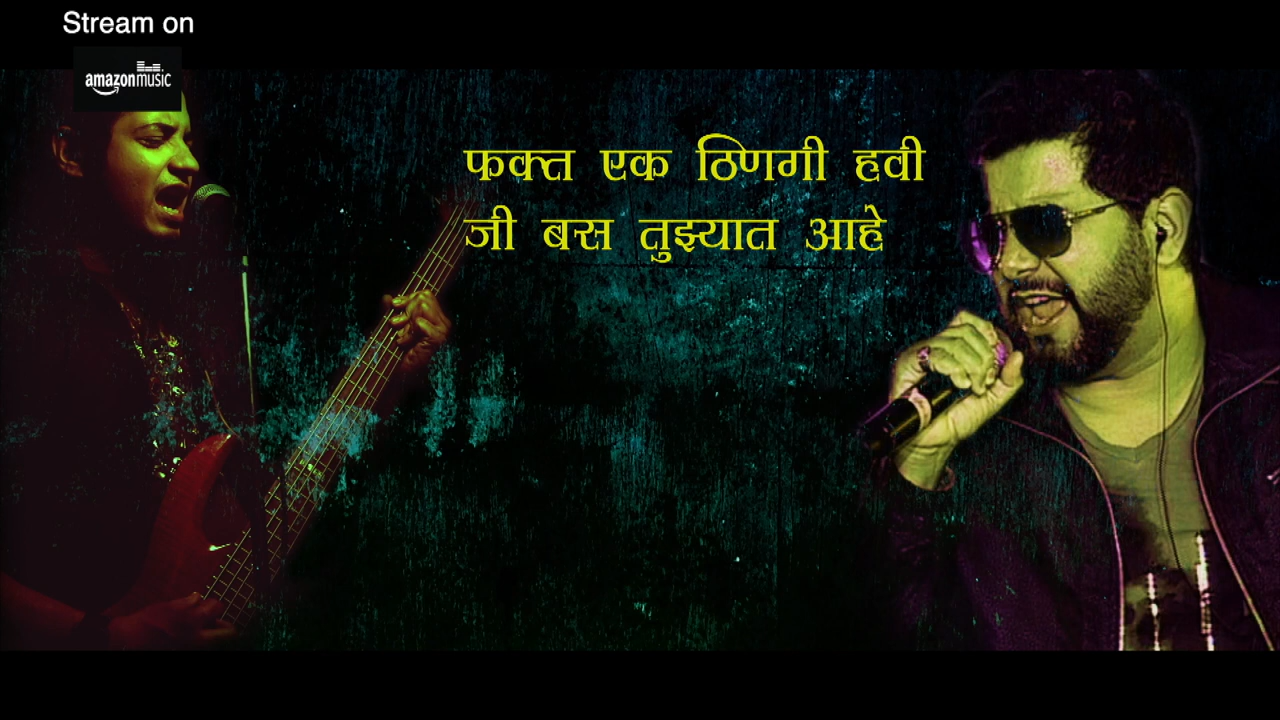 Stream on
amazonmusic
फक्त एक ठिणगी हवी
जी बस तुझ्यात आहे